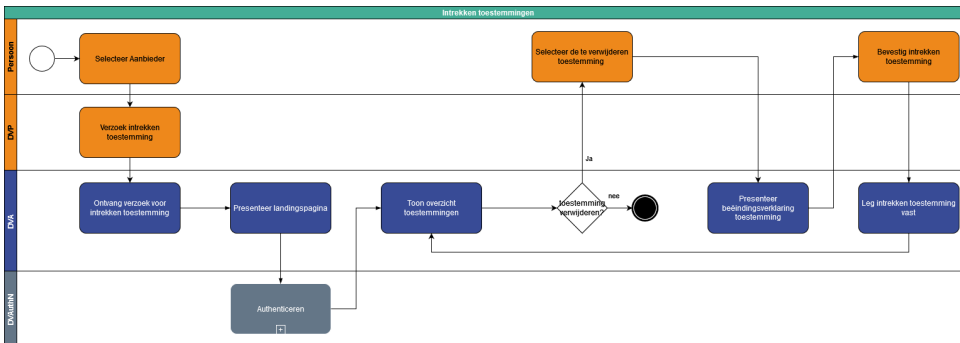 Intrekken toestemmingen
Persoon
Selecteer Aanbieder
Selecteer de te verwijderen
toestemming
Bevestig intrekken
toestemming
DVP
Verzoek intrekken
toestemming
Ja
DVA
Ontvang verzoek voor
intrekken toestemming
Presenteer landingspagina
Toon overzicht
toestemmingen
toestemming
verwijderen?
nee
Presenteer
beëindingsverklaring
toestemming
Leg intrekken toestemming
vast
DVAuthN
Authenticeren